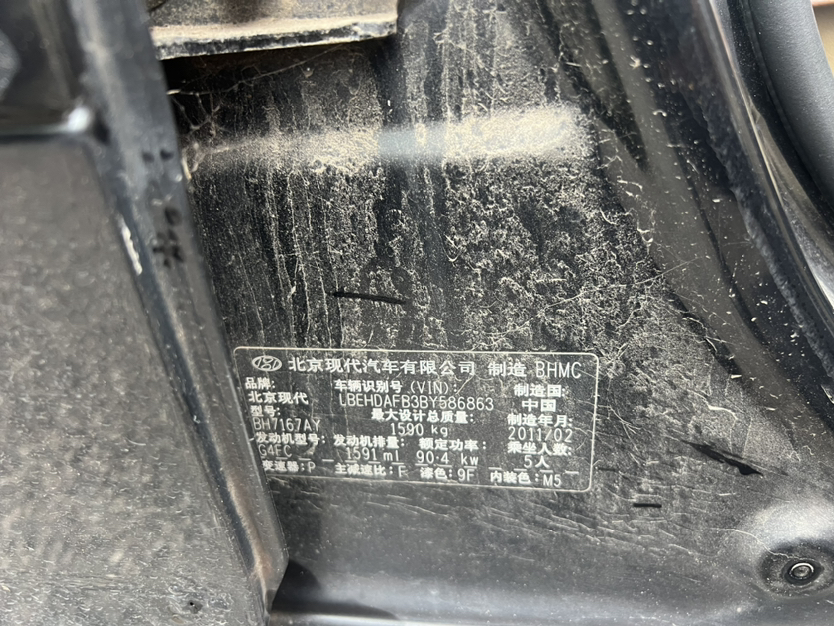 北京现代汽车有限公司 制造 BHMC
品牌: 车辆识别号(VIN): 制造国:
北京现代 LBEHDAFB3BY586863 中国
型号: 最大设计总质量: 制造年月:
BH7167AY 1590 kg 2011/02
发动机型号: 发动机排量: 额定功率: 乘坐人数:
G4FC 1591 ml 90.4 kw 5人
变速器:P 主减速比:F 漆色:9F 内装色:M5